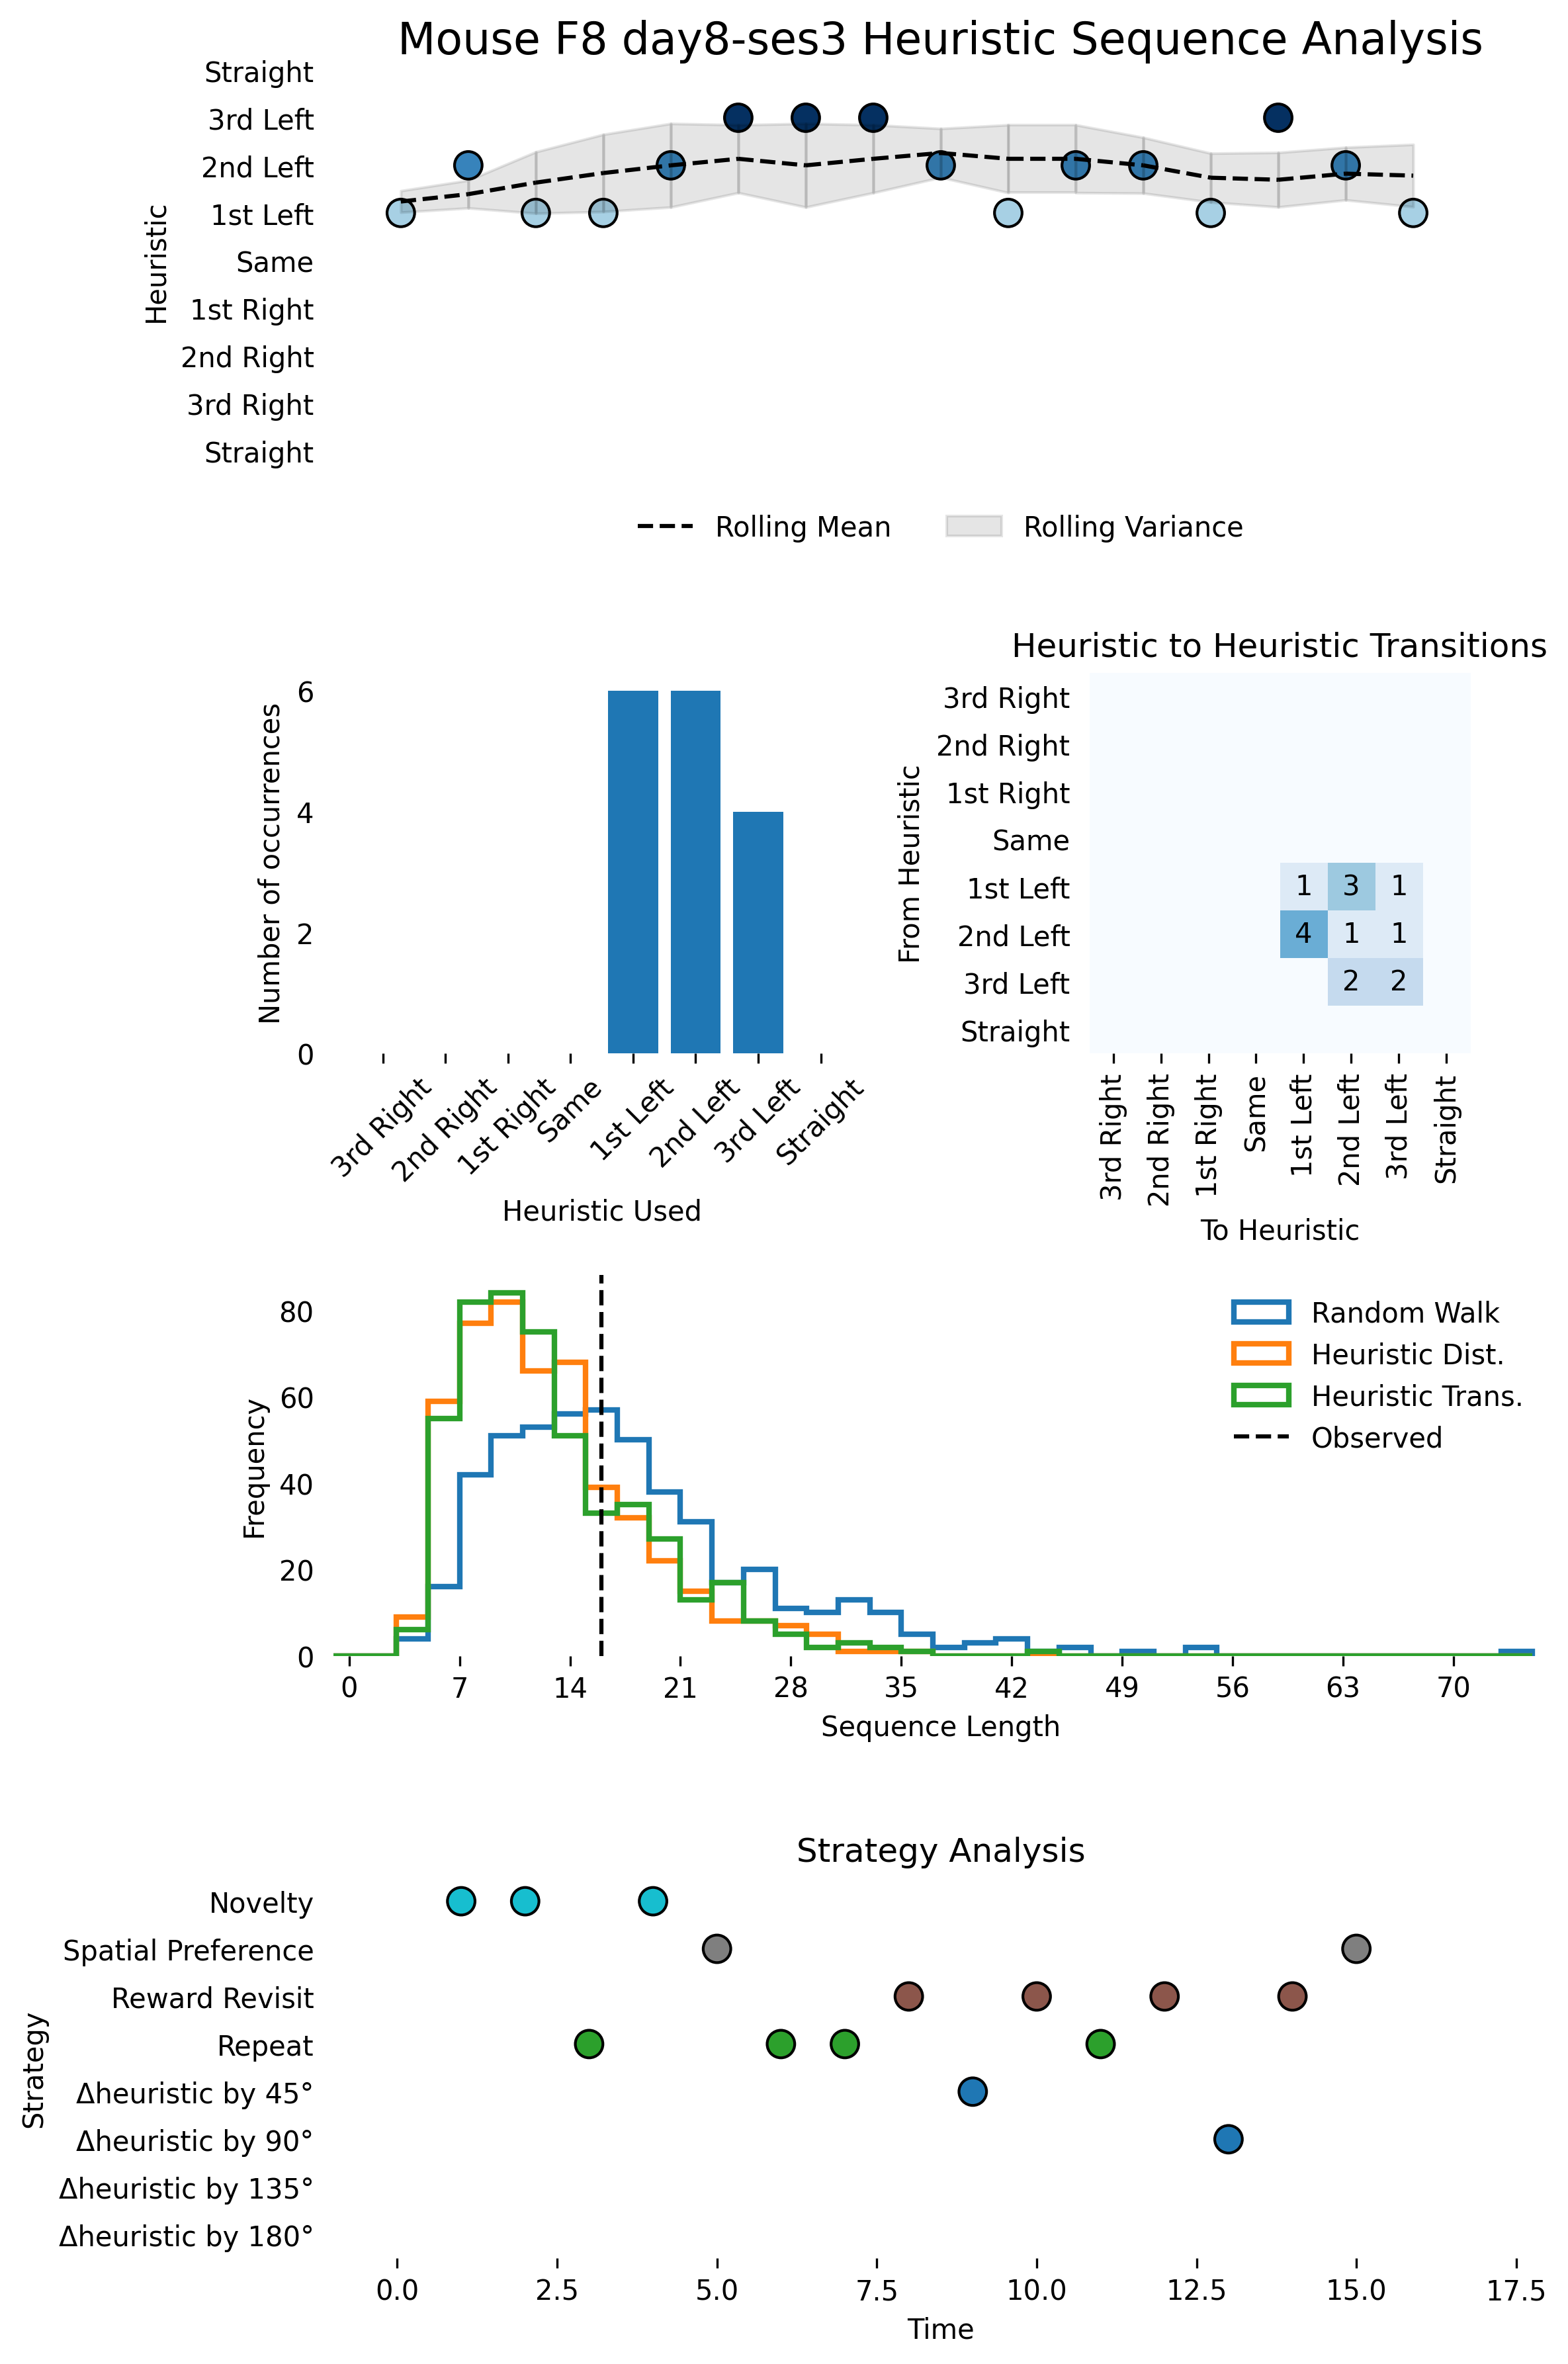 Mouse F8 day8-ses3 Heuristic Sequence Analysis
Heuristic
Straight
3rd Left
2nd Left
1st Left
Same
1st Right
2nd Right
3rd Right
Straight
Rolling Mean
Rolling Variance
Number of occurrences
6
4
2
0
3rd Right
2nd Right
1st Right
Same
1st Left
2nd Left
3rd Left
Straight
Heuristic Used
Heuristic to Heuristic Transitions
From Heuristic
3rd Right
2nd Right
1st Right
Same
1st Left
2nd Left
3rd Left
Straight
1 3 1
4 1 1
2 2
3rd Right
2nd Right
1st Right
Same
1st Left
2nd Left
3rd Left
Straight
To Heuristic
Frequency
80
60
40
20
0
0 7 14 21 28 35 42 49 56 63 70
Sequence Length
Random Walk
Heuristic Dist.
Heuristic Trans.
Observed
Strategy Analysis
Strategy
Novelty
Spatial Preference
Reward Revisit
Repeat
Δheuristic by 45°
Δheuristic by 90°
Δheuristic by 135°
Δheuristic by 180°
0.0 2.5 5.0 7.5 10.0 12.5 15.0 17.5
Time